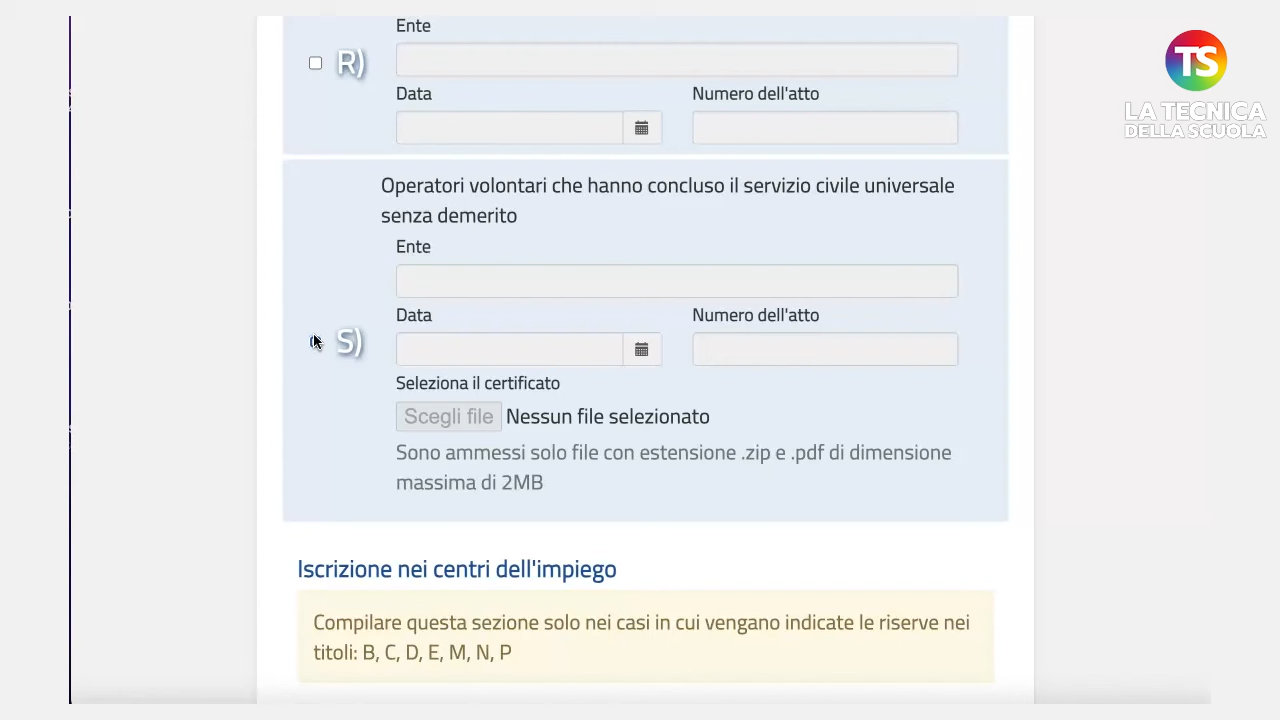 Ente
R)
Data
Numero dell'atto
TS
LA TECNICA
DELLA SCUOLA
Operatori volontari che hanno concluso il servizio civile universale
senza demerito
Ente
Data
Numero dell'atto
S)
Seleziona il certificato
Scegli file Nessun file selezionato
Sono ammessi solo file con estensione .zip e .pdf di dimensione
massima di 2MB
Iscrizione nei centri dell'impiego
Compilare questa sezione solo nei casi in cui vengano indicate le riserve nei
titoli: B, C, D, E, M, N, P